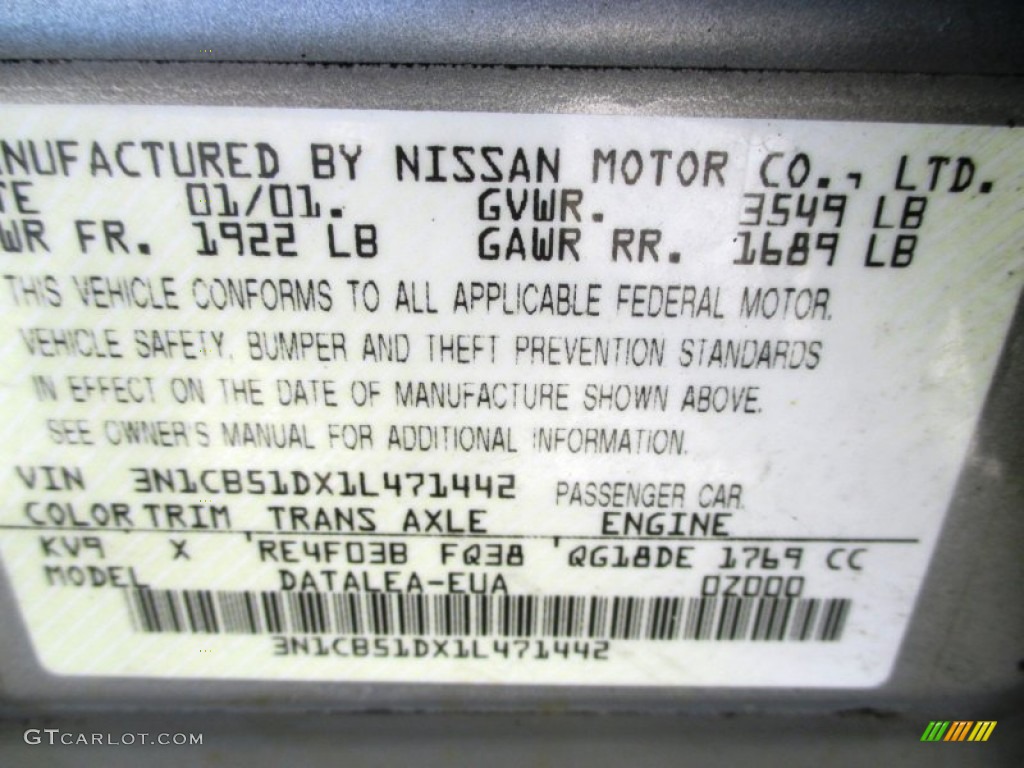 NUFACTURED BY NISSAN MOTOR CO., LTD.
TE 01/01. GVWR. 3549 LB
WR FR. 1922 LB GAWR RR. 1689 LB
THIS VEHICLE CONFORMS TO ALL APPLICABLE FEDERAL MOTOR.
VEHICLE SAFETY, BUMPER AND THEFT PREVENTION STANDARDS
IN EFFECT ON THE DATE OF MANUFACTURE SHOWN ABOVE.
SEE OWNER'S MANUAL FOR ADDITIONAL INFORMATION.
VIN 3N1CB51DX1L471442 PASSENGER CAR.
COLOR TRIM TRANS AXLE ENGINE
KV9 X 'RE4F03B FQ38 'QG18DE 1769 CC
MODEL DATALEA-EUA 0Z000
3N1CB51DX1L471442
GTCARLOT.COM